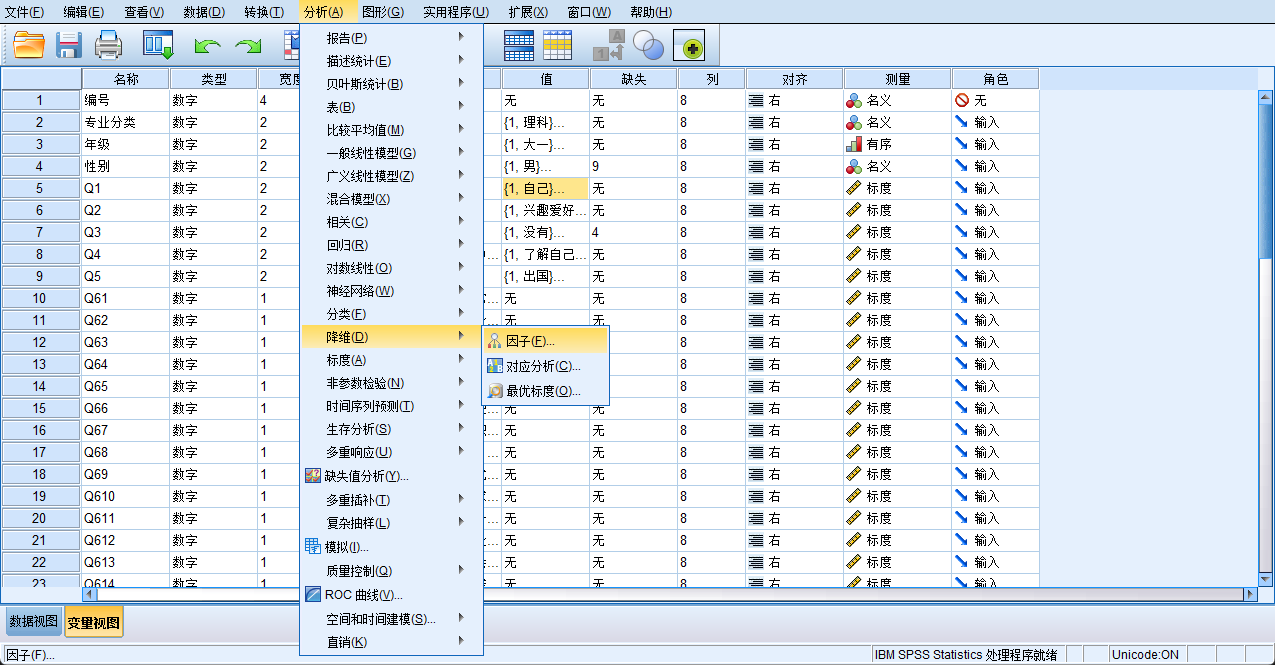 文件(F) 编辑(E) 查看(V) 数据(D) 转换(T) 分析(A) 图形(G) 实用程序(U) 扩展(X) 窗口(W) 帮助(H)
名称 类型 宽度 值 缺失 列 对齐 测量 角色
1 编号 数字 4 无 无 8 右 名义 无
2 专业分类 数字 2 {1, 理科}... 无 8 右 名义 输入
3 年级 数字 2 {1, 大一}... 无 8 右 有序 输入
4 性别 数字 2 {1, 男}... 9 8 右 名义 输入
5 Q1 数字 2 {1, 自己}... 无 8 右 标度 输入
6 Q2 数字 2 {1, 兴趣爱好... 无 8 右 标度 输入
7 Q3 数字 2 {1, 没有}... 4 8 右 标度 输入
8 Q4 数字 2 {1, 了解自己... 无 8 右 标度 输入
9 Q5 数字 2 {1, 出国}... 无 8 右 标度 输入
10 Q61 数字 1 无 无 8 右 标度 输入
11 Q62 数字 1 无 无 8 右 标度 输入
12 Q63 数字 1 8 右 标度 输入
13 Q64 数字 1 8 右 标度 输入
14 Q65 数字 1 8 右 标度 输入
15 Q66 数字 1 无 无 8 右 标度 输入
16 Q67 数字 1 无 无 8 右 标度 输入
17 Q68 数字 1 无 无 8 右 标度 输入
18 Q69 数字 1 无 无 8 右 标度 输入
19 Q610 数字 1 无 无 8 右 标度 输入
20 Q611 数字 1 无 无 8 右 标度 输入
21 Q612 数字 1 无 无 8 右 标度 输入
22 Q613 数字 1 无 无 8 右 标度 输入
23 Q614 数字 1 无 无 8 右 标度 输入
报告(P)
描述统计(E)
贝叶斯统计(B)
表(B)
比较平均值(M)
一般线性模型(G)
广义线性模型(Z)
混合模型(X)
相关(C)
回归(R)
对数线性(O)
神经网络(W)
分类(F)
降维(D)
标度(A)
非参数检验(N)
时间序列预测(T)
生存分析(S)
多重响应(U)
缺失值分析(Y)...
多重插补(T)
复杂抽样(L)
模拟(I)...
质量控制(Q)
ROC 曲线(V)...
空间和时间建模(S)...
直销(K)
因子(F)...
对应分析(C)...
最优标度(O)...
数据视图 变量视图
因子(F)... IBM SPSS Statistics 处理程序就绪 Unicode:ON